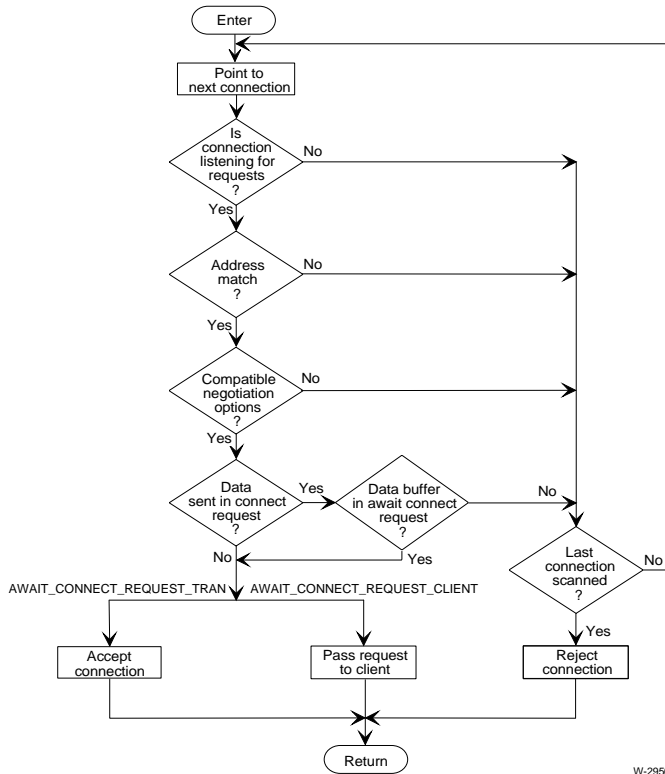 Enter
Point to
next connection
Is
connection
listening for
requests
?
No
Yes
Address
match
?
No
Yes
Compatible
negotiation
options
?
No
Yes
Data
sent in connect
request
?
Yes
Data buffer
in await connect
request
?
No
No
Yes
Last
connection
scanned
?
No
AWAIT_CONNECT_REQUEST_TRAN
AWAIT_CONNECT_REQUEST_CLIENT
Yes
Accept
connection
Pass request
to client
Reject
connection
Return